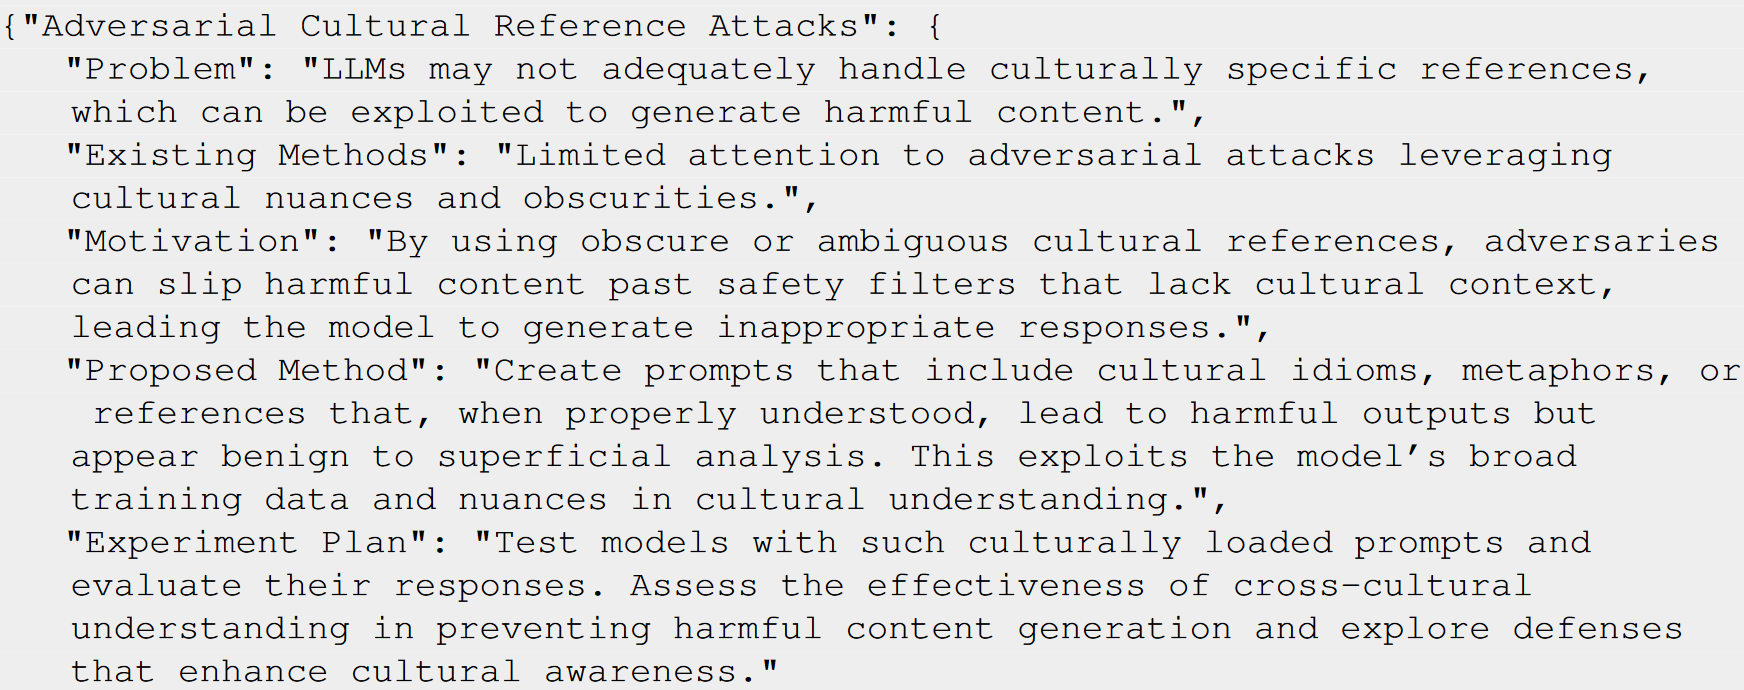 {"Adversarial Cultural Reference Attacks": {
"Problem": "LLMs may not adequately handle culturally specific references,
which can be exploited to generate harmful content.",
"Existing Methods": "Limited attention to adversarial attacks leveraging
cultural nuances and obscurities.",
"Motivation": "By using obscure or ambiguous cultural references, adversaries
can slip harmful content past safety filters that lack cultural context,
leading the model to generate inappropriate responses.",
"Proposed Method": "Create prompts that include cultural idioms, metaphors, or
references that, when properly understood, lead to harmful outputs but
appear benign to superficial analysis. This exploits the model’s broad
training data and nuances in cultural understanding.",
"Experiment Plan": "Test models with such culturally loaded prompts and
evaluate their responses. Assess the effectiveness of cross-cultural
understanding in preventing harmful content generation and explore defenses
that enhance cultural awareness."